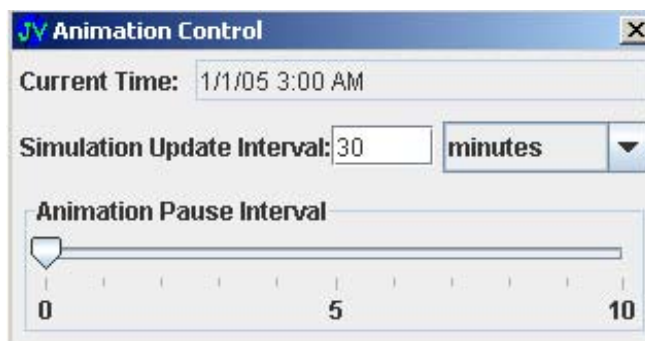 JV Animation Control
Current Time: 1/1/05 3:00 AM
Simulation Update Interval: 30 minutes
Animation Pause Interval
0 5 10